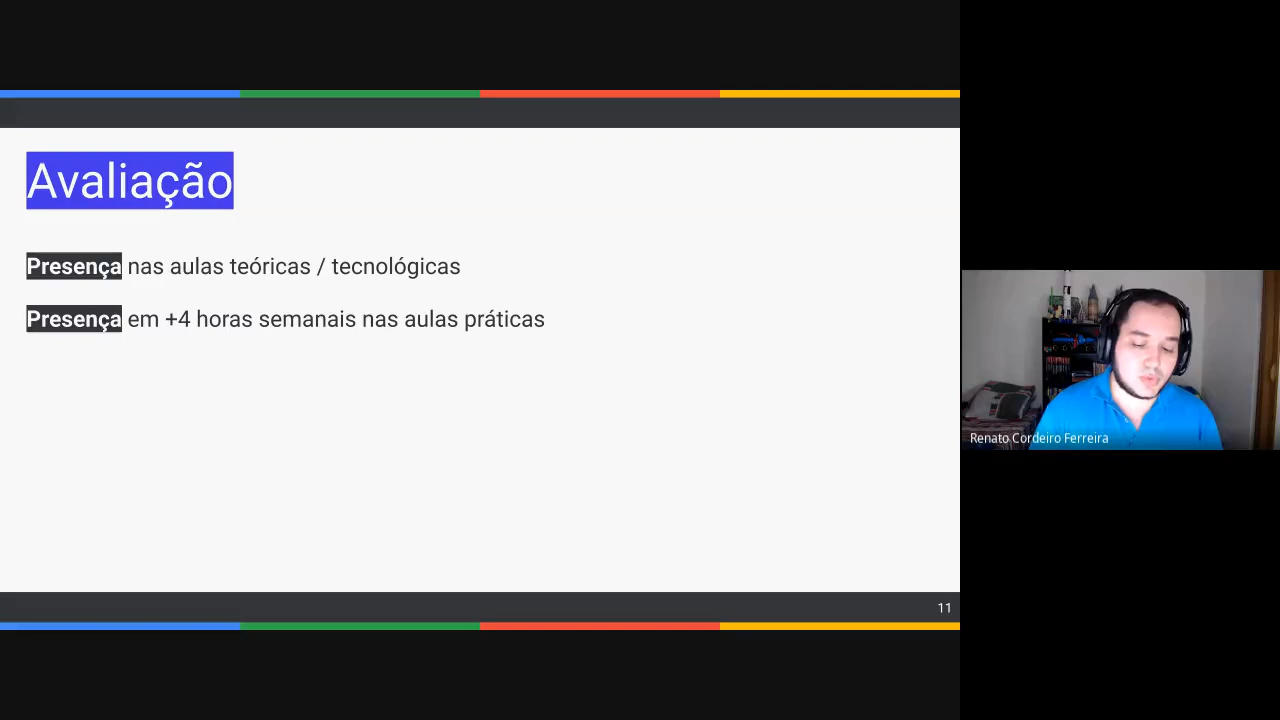 Avaliação
Presença nas aulas teóricas / tecnológicas
Presença em +4 horas semanais nas aulas práticas
Renato Cordeiro Ferreira
11